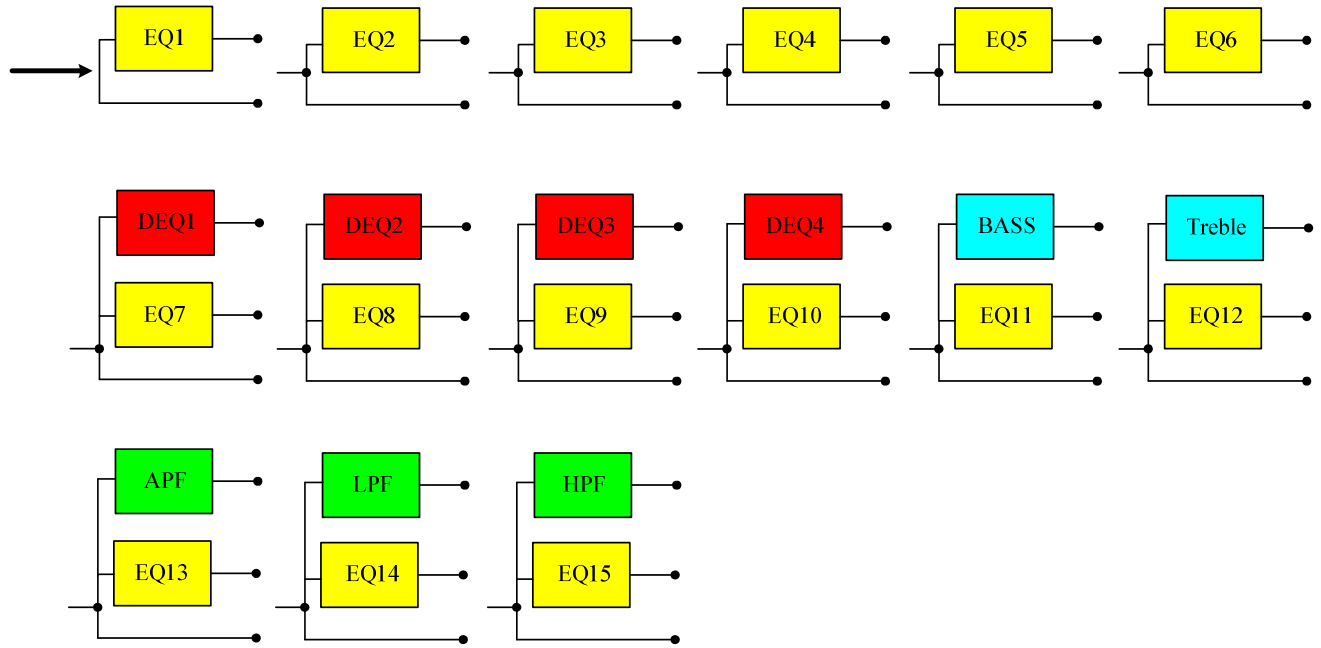 EQ1 EQ2 EQ3 EQ4 EQ5 EQ6
DEQ1 DEQ2 DEQ3 DEQ4 BASS Treble
EQ7 EQ8 EQ9 EQ10 EQ11 EQ12
APF LPF HPF
EQ13 EQ14 EQ15